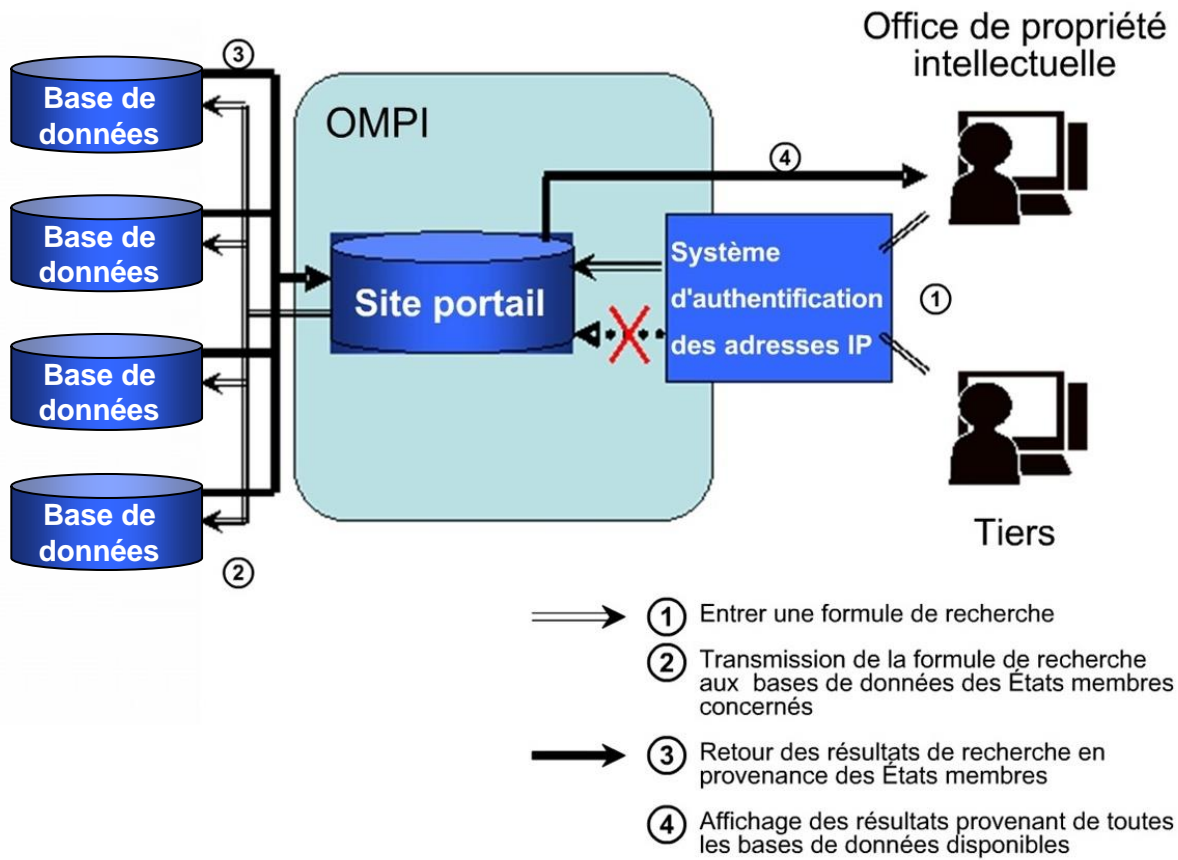 Office de propriété
intellectuelle
③
Base de
données
OMPI
④
Base de
données
Système
d'authentification
des adresses IP
Site portail
①
Base de
données
Base de
données
②
Tiers
① Entrer une formule de recherche
② Transmission de la formule de recherche
aux bases de données des États membres
concernés
③ Retour des résultats de recherche en
provenance des États membres
④ Affichage des résultats provenant de toutes
les bases de données disponibles